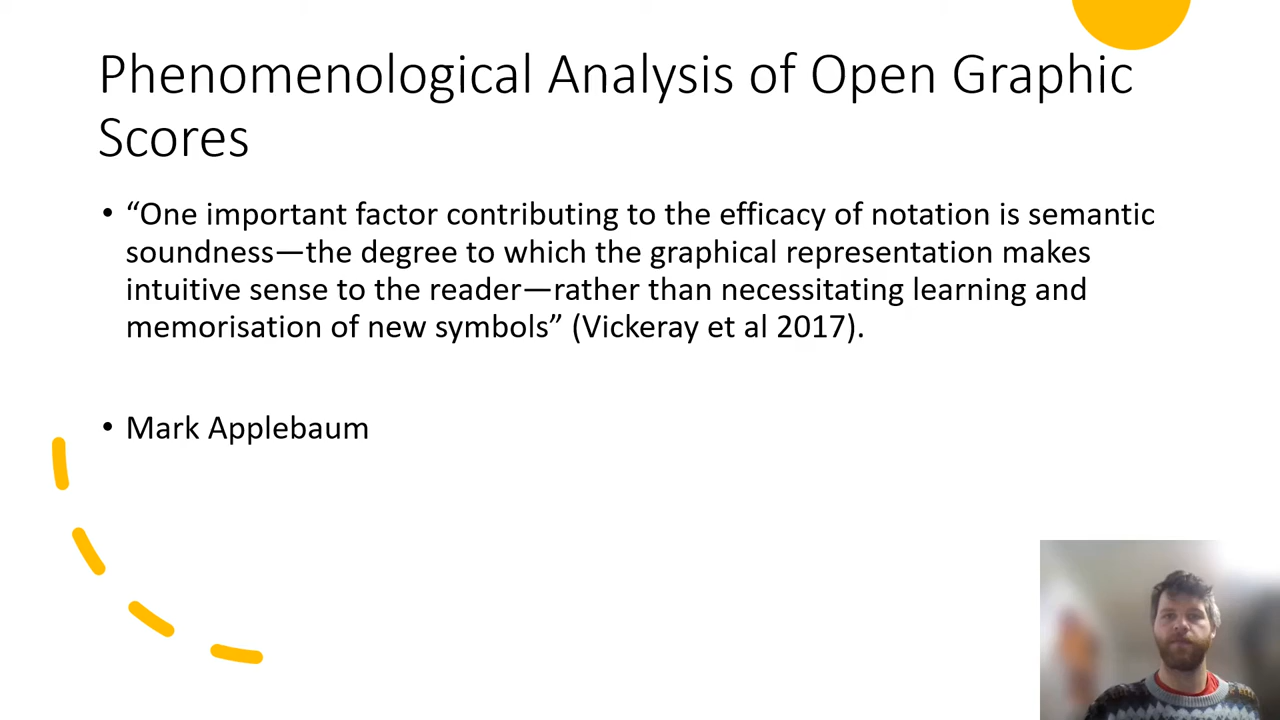 Phenomenological Analysis of Open Graphic
Scores
• “One important factor contributing to the efficacy of notation is semantic
soundness—the degree to which the graphical representation makes
intuitive sense to the reader—rather than necessitating learning and
memorisation of new symbols” (Vickeray et al 2017).
• Mark Applebaum